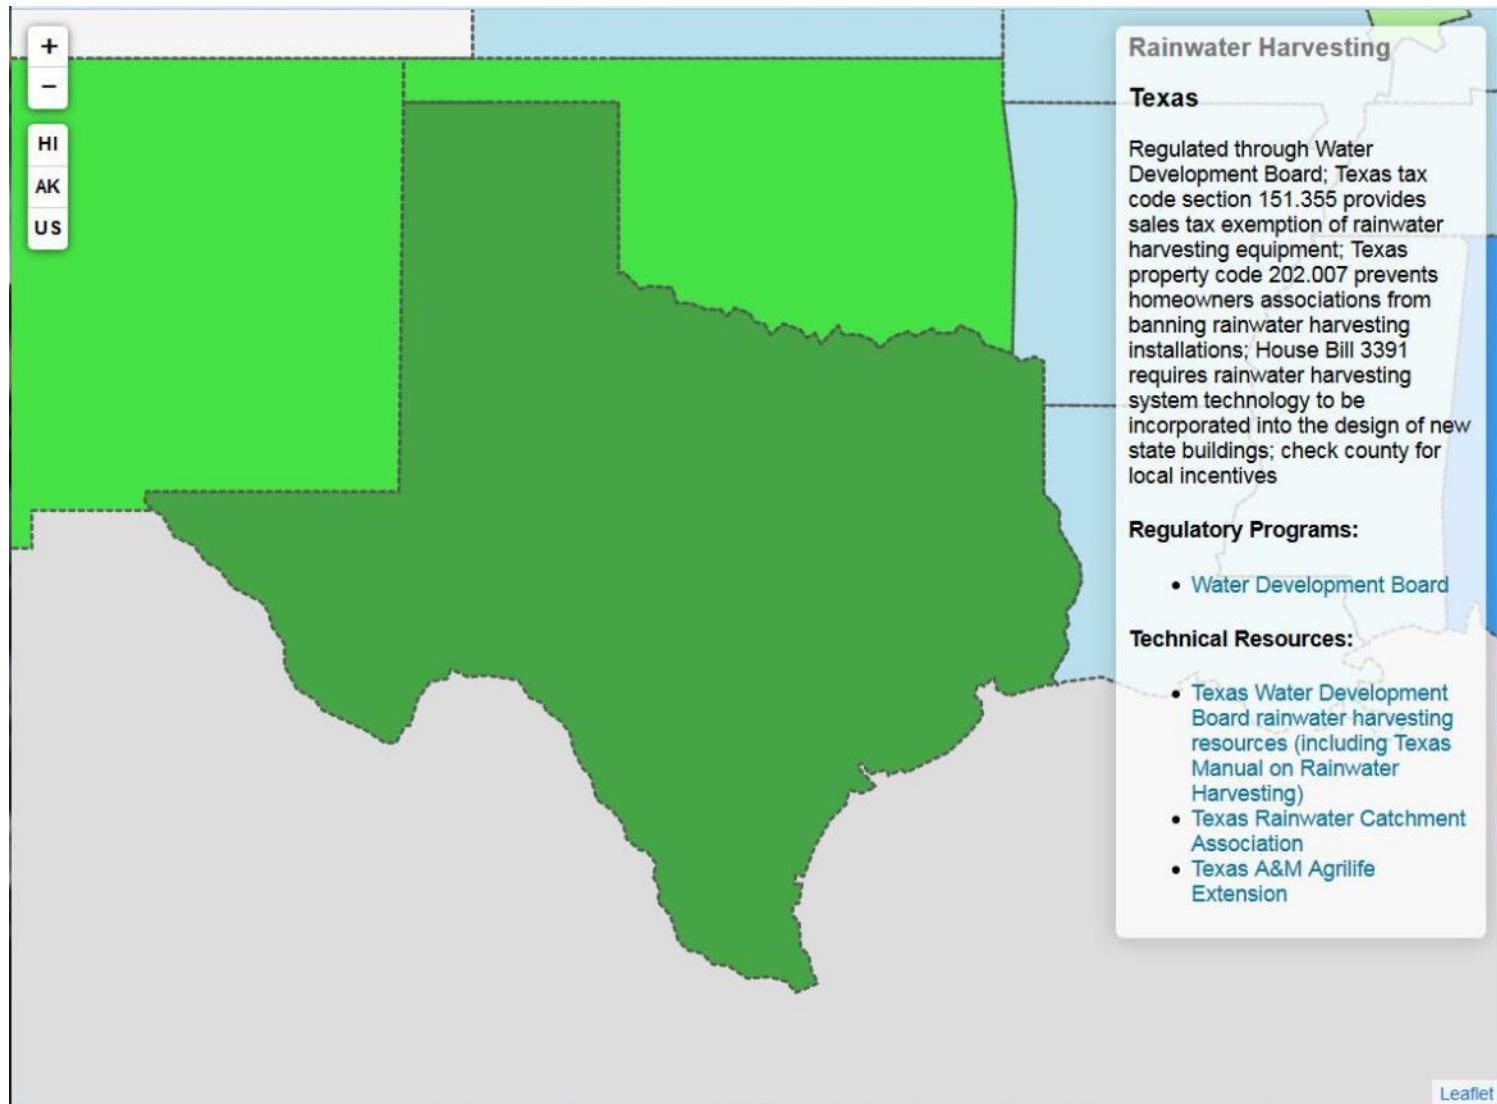 +
−
HI
AK
US
Rainwater Harvesting
Texas
Regulated through Water
Development Board; Texas tax
code section 151.355 provides
sales tax exemption of rainwater
harvesting equipment; Texas
property code 202.007 prevents
homeowners associations from
banning rainwater harvesting
installations; House Bill 3391
requires rainwater harvesting
system technology to be
incorporated into the design of new
state buildings; check county for
local incentives
Regulatory Programs:
• Water Development Board
Technical Resources:
• Texas Water Development
Board rainwater harvesting
resources (including Texas
Manual on Rainwater
Harvesting)
• Texas Rainwater Catchment
Association
• Texas A&M Agrilife
Extension
Leaflet